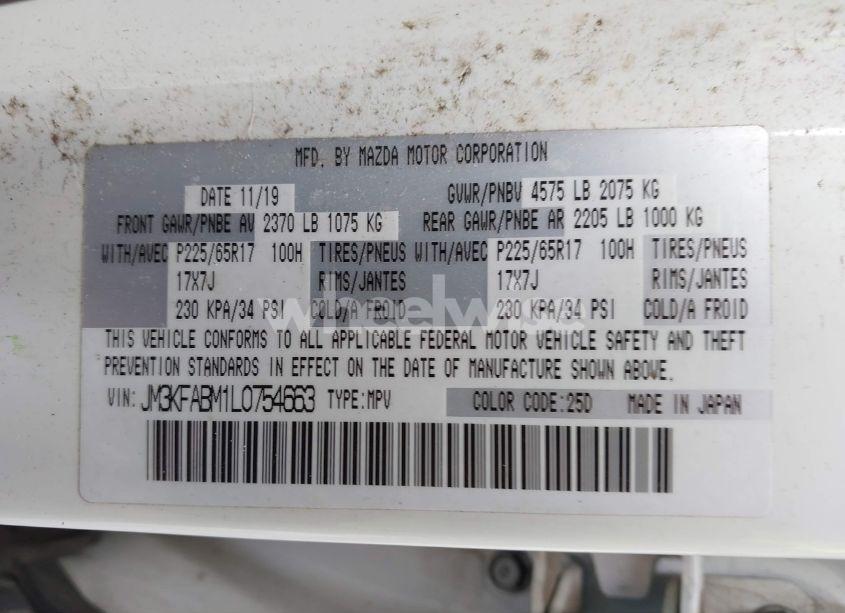 MFD. BY MAZDA MOTOR CORPORATION
DATE 11/19 GVWR/PNBV 4575 LB 2075 KG
FRONT GAWR/PNBE AV 2370 LB 1075 KG REAR GAWR/PNBE AR 2205 LB 1000 KG
WITH/AVEC P225/65R17 100H TIRES/PNEUS WITH/AVEC P225/65R17 100H TIRES/PNEUS
17X7J RIMS/JANTES 17X7J RIMS/JANTES
230 KPA/34 PSI COLD/A FROID 230 KPA/34 PSI COLD/A FROID
THIS VEHICLE CONFORMS TO ALL APPLICABLE FEDERAL MOTOR VEHICLE SAFETY AND THEFT
PREVENTION STANDARDS IN EFFECT ON THE DATE OF MANUFACTURE SHOWN ABOVE.
VIN: JM3KFABM1L0754663 TYPE:MPV COLOR CODE:25D MADE IN JAPAN